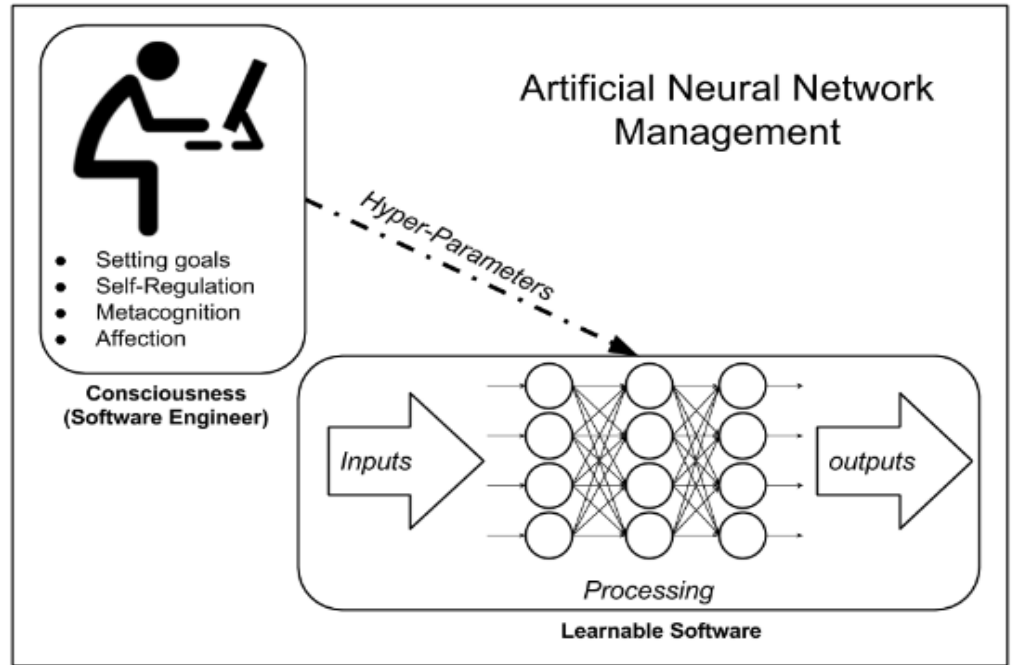 Artificial Neural Network
Management
Hyper-Parameters
● Setting goals
● Self-Regulation
● Metacognition
● Affection
Consciousness
(Software Engineer)
Inputs
outputs
Processing
Learnable Software